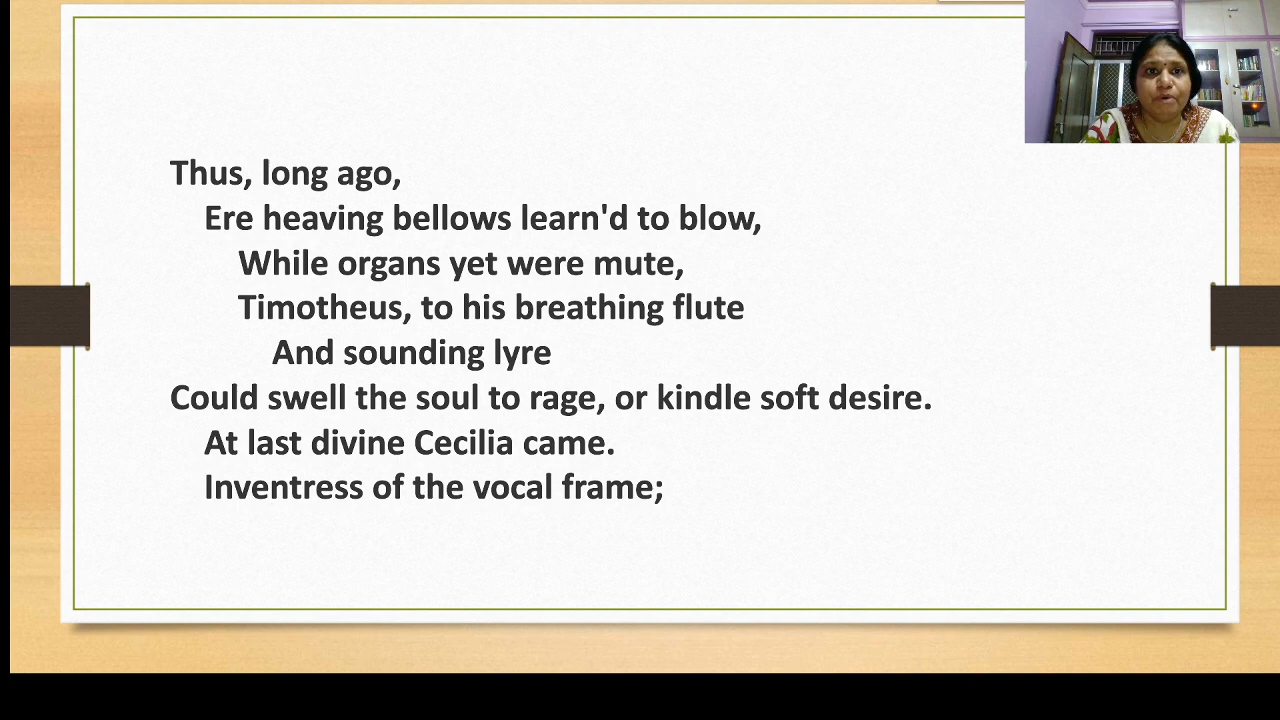 Thus, long ago,
Ere heaving bellows learn'd to blow,
While organs yet were mute,
Timotheus, to his breathing flute
And sounding lyre
Could swell the soul to rage, or kindle soft desire.
At last divine Cecilia came.
Inventress of the vocal frame;